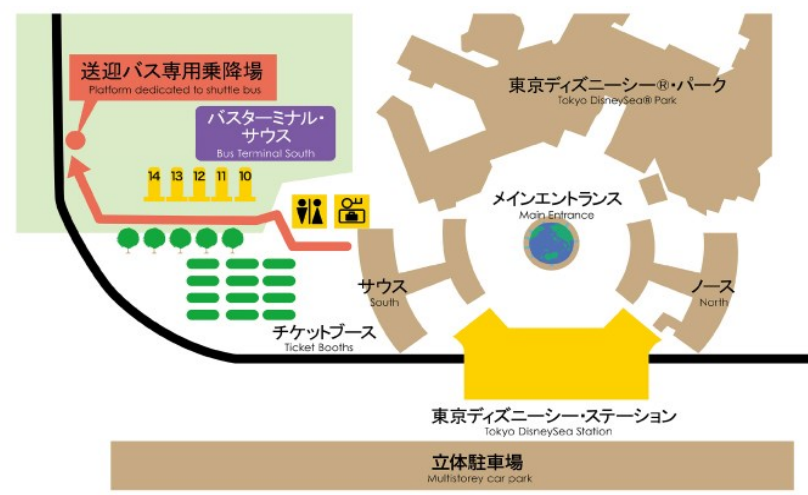 送迎バス専用乗降場
Platform dedicated to shuttle bus
バスターミナル・
サウス
Bus Terminal South
14 13 12 11 10
東京ディズニーシー®・パーク
Tokyo DisneySea® Park
メインエントランス
Main Entrance
サウス
South
ノース
North
チケットブース
Ticket Booths
東京ディズニーシー・ステーション
Tokyo DisneySea Station
立体駐車場
Multistorey car park